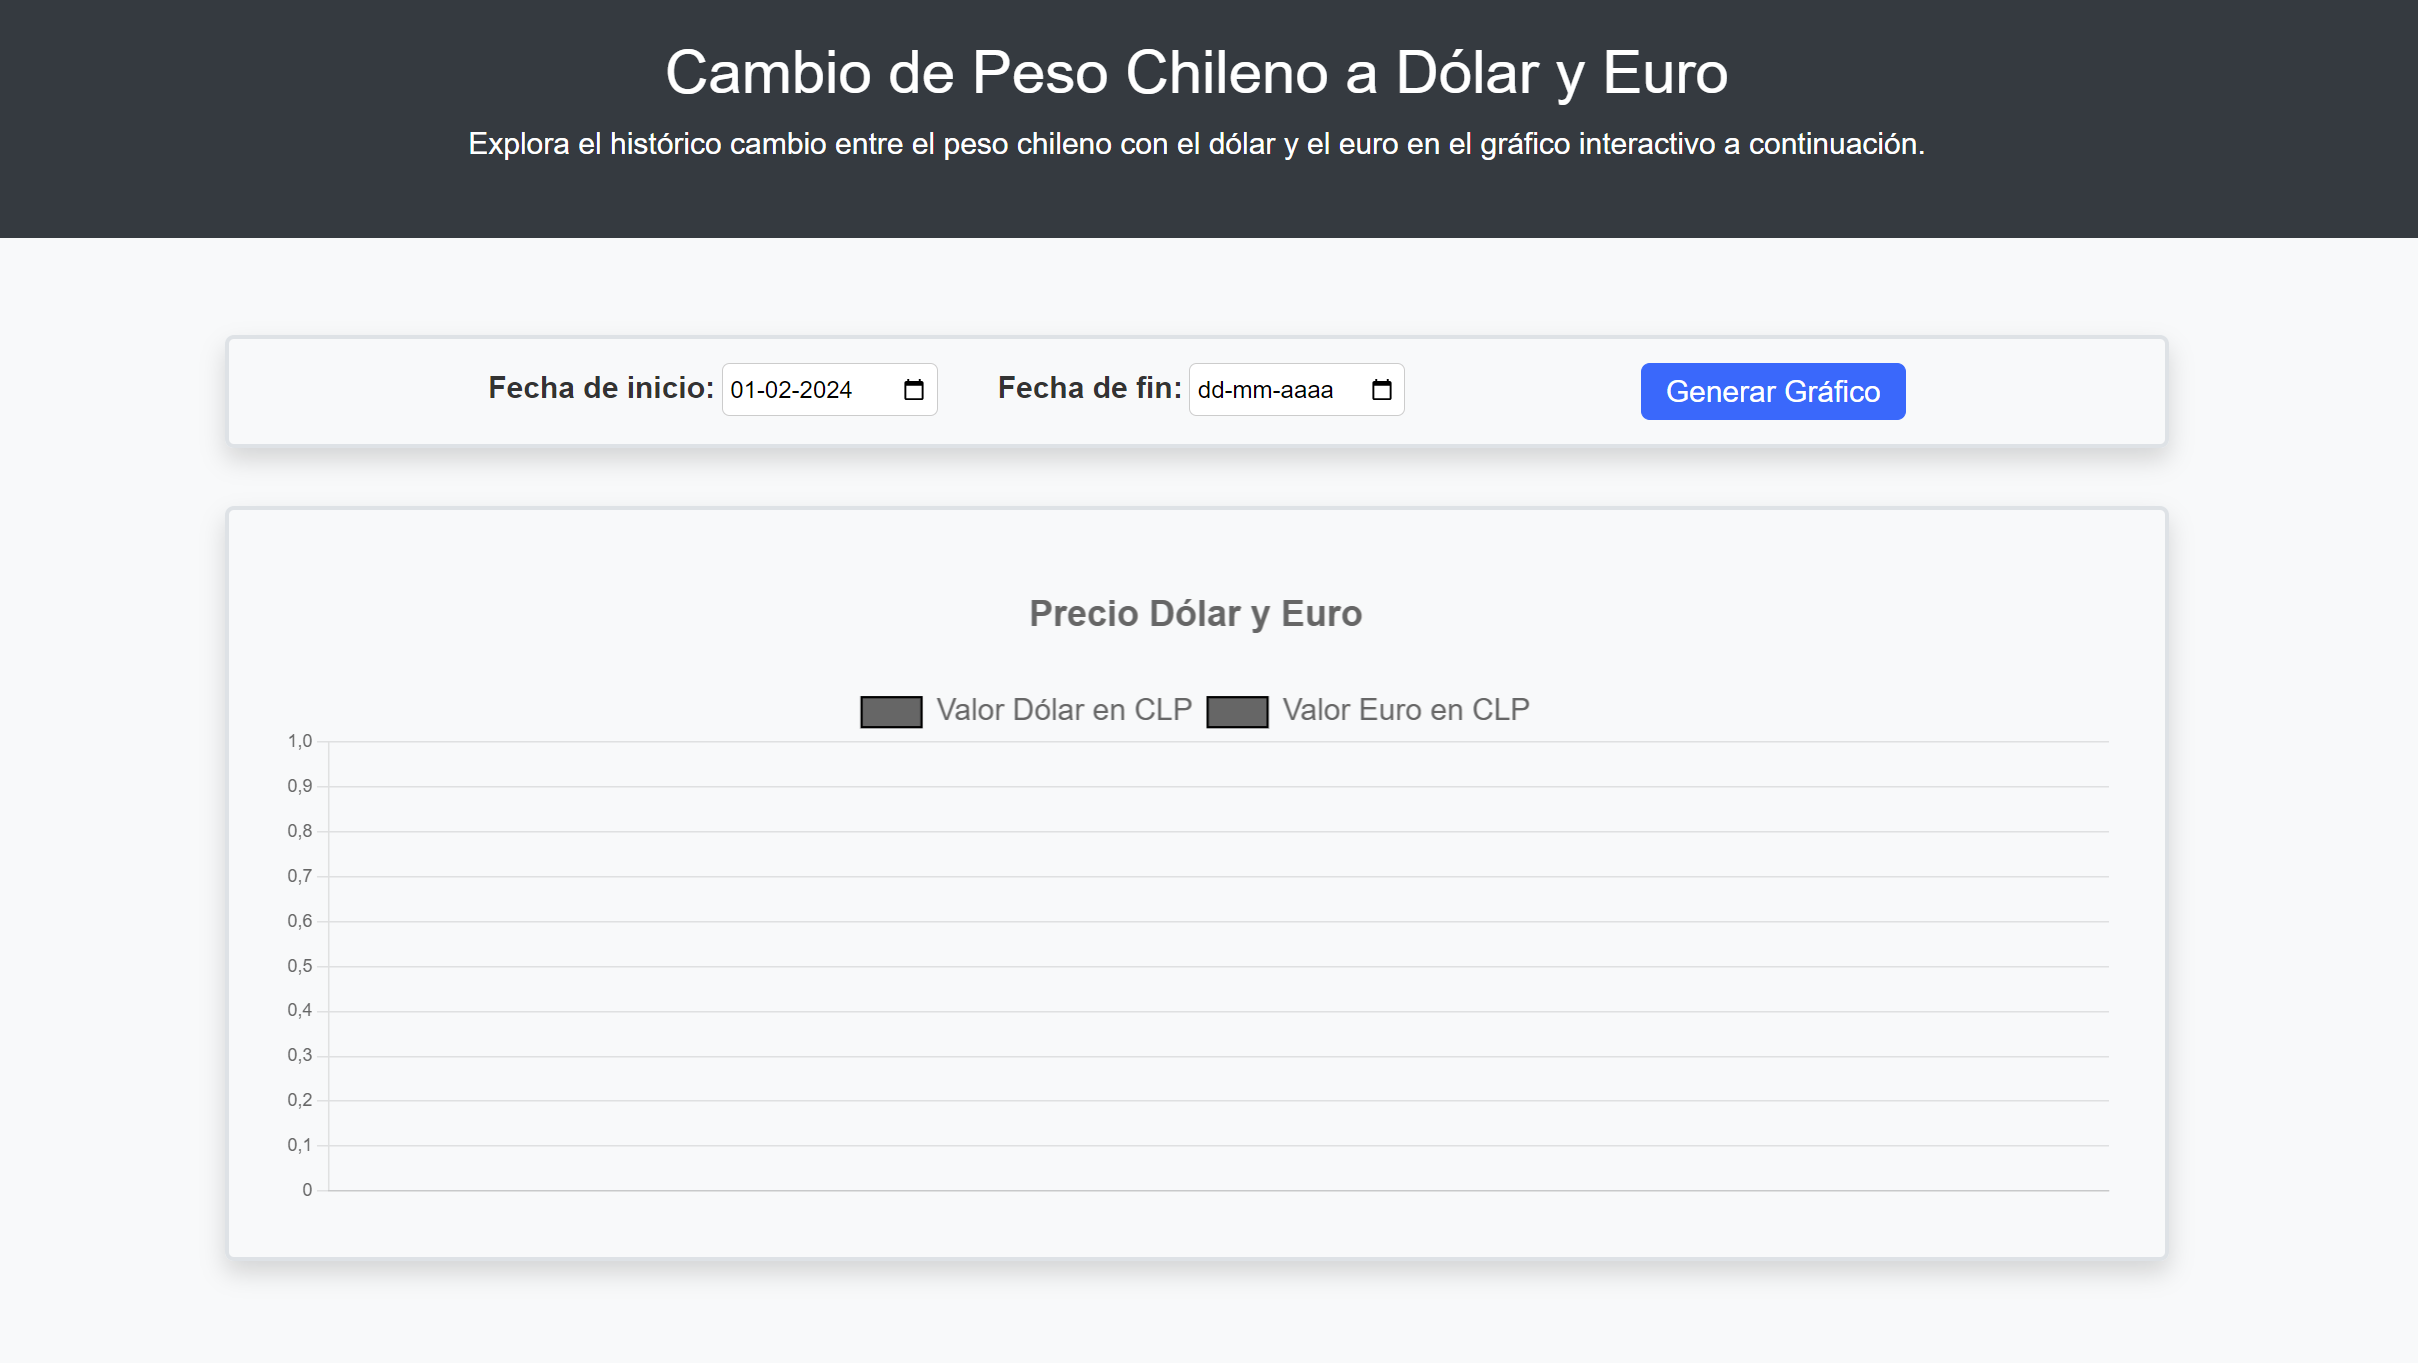 Cambio de Peso Chileno a Dólar y Euro
Explora el histórico cambio entre el peso chileno con el dólar y el euro en el gráfico interactivo a continuación.
Fecha de inicio: 01-02-2024 Fecha de fin: dd-mm-aaaa Generar Gráfico
Precio Dólar y Euro
Valor Dólar en CLP Valor Euro en CLP
1,0
0,9
0,8
0,7
0,6
0,5
0,4
0,3
0,2
0,1
0